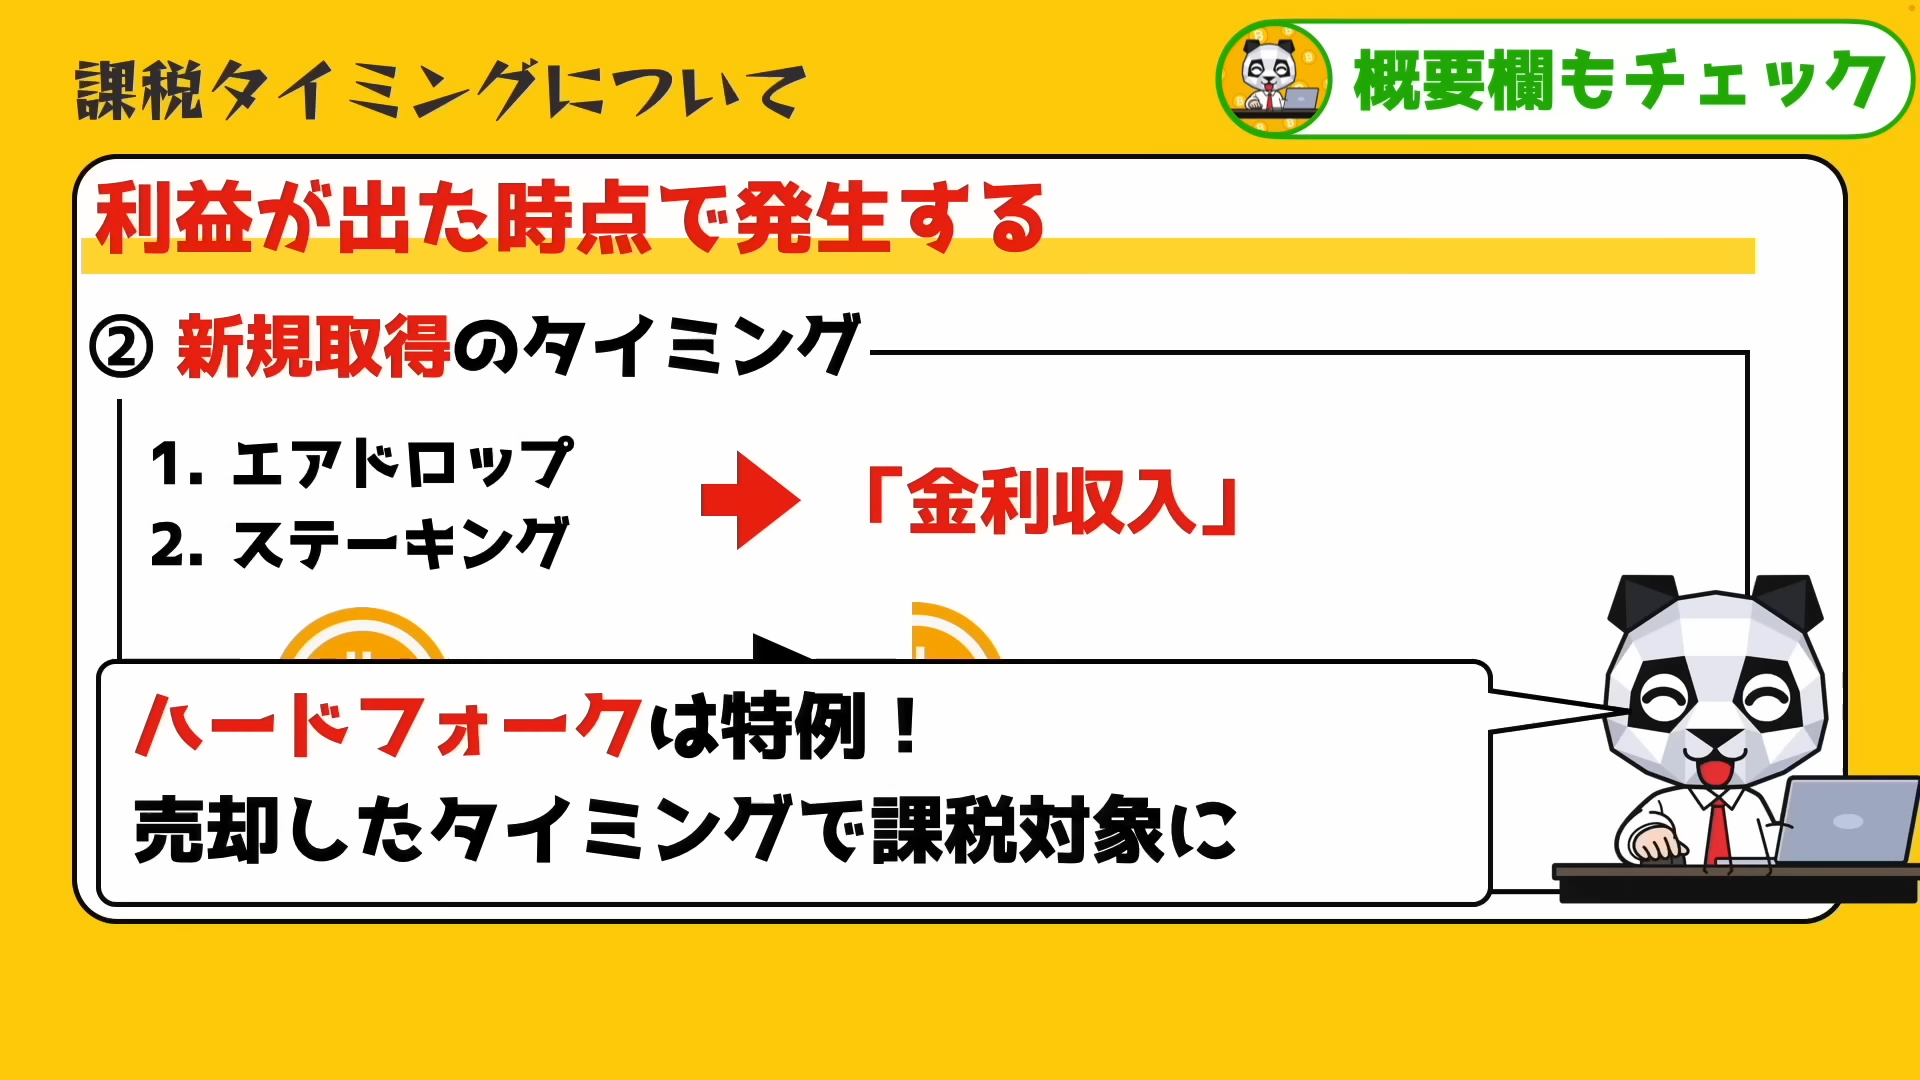 課税タイミングについて
概要欄もチェック
利益が出た時点で発生する
② 新規取得のタイミング
1. エアドロップ
2. ステーキング
「金利収入」
ハードフォークは特例！
売却したタイミングで課税対象に